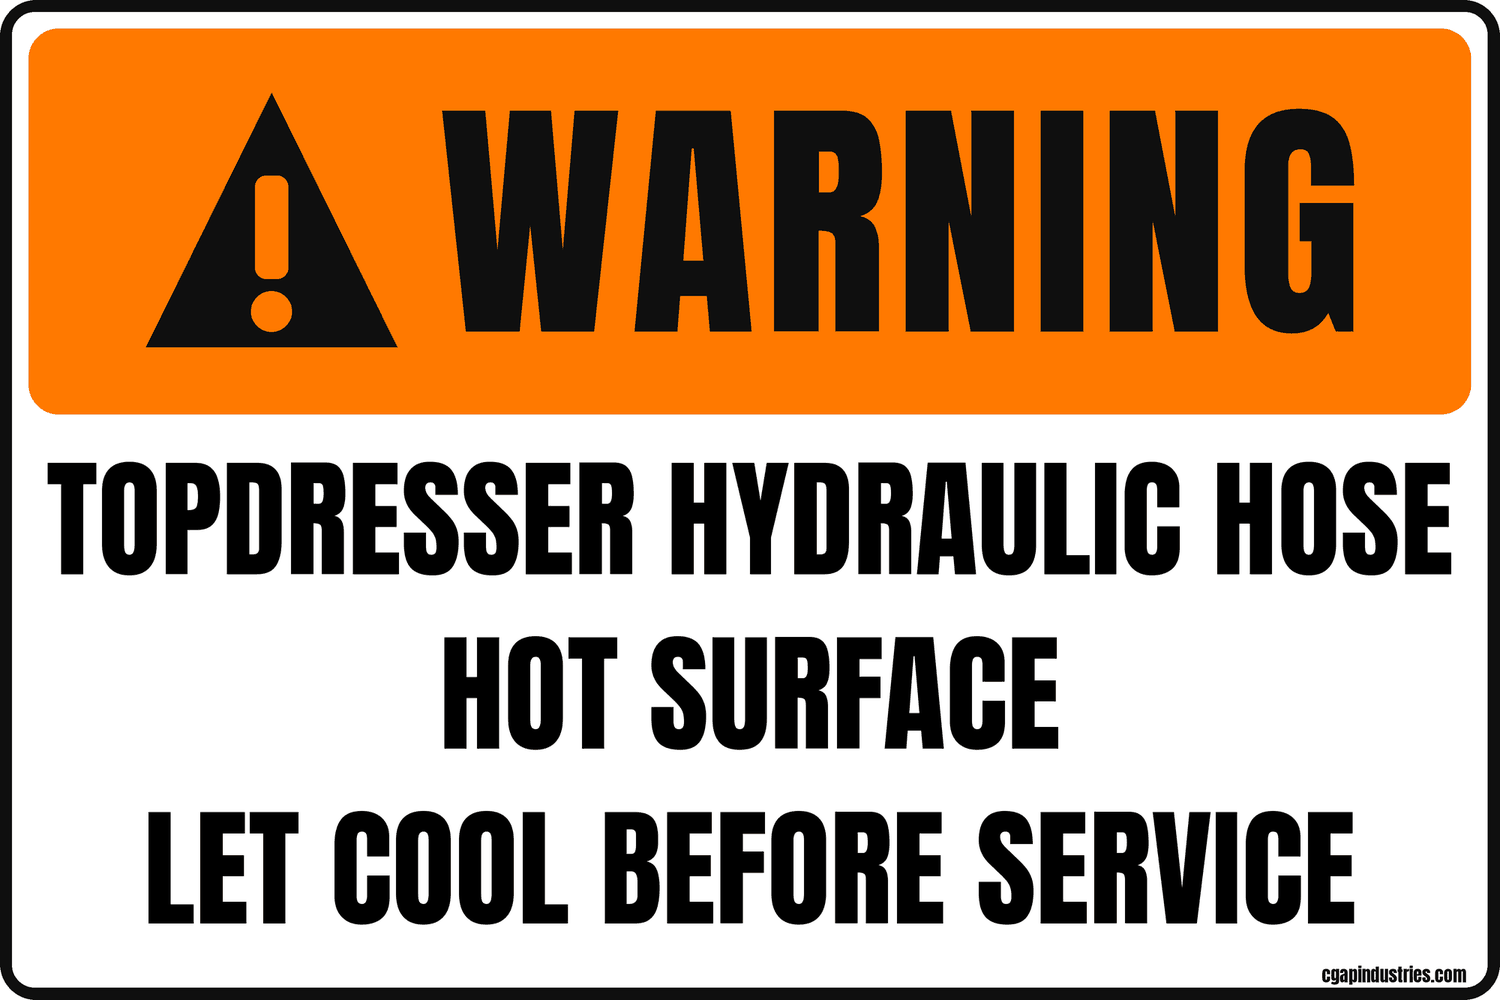 WARNING
TOPDRESSER HYDRAULIC HOSE
HOT SURFACE
LET COOL BEFORE SERVICE
cgapindustries.com